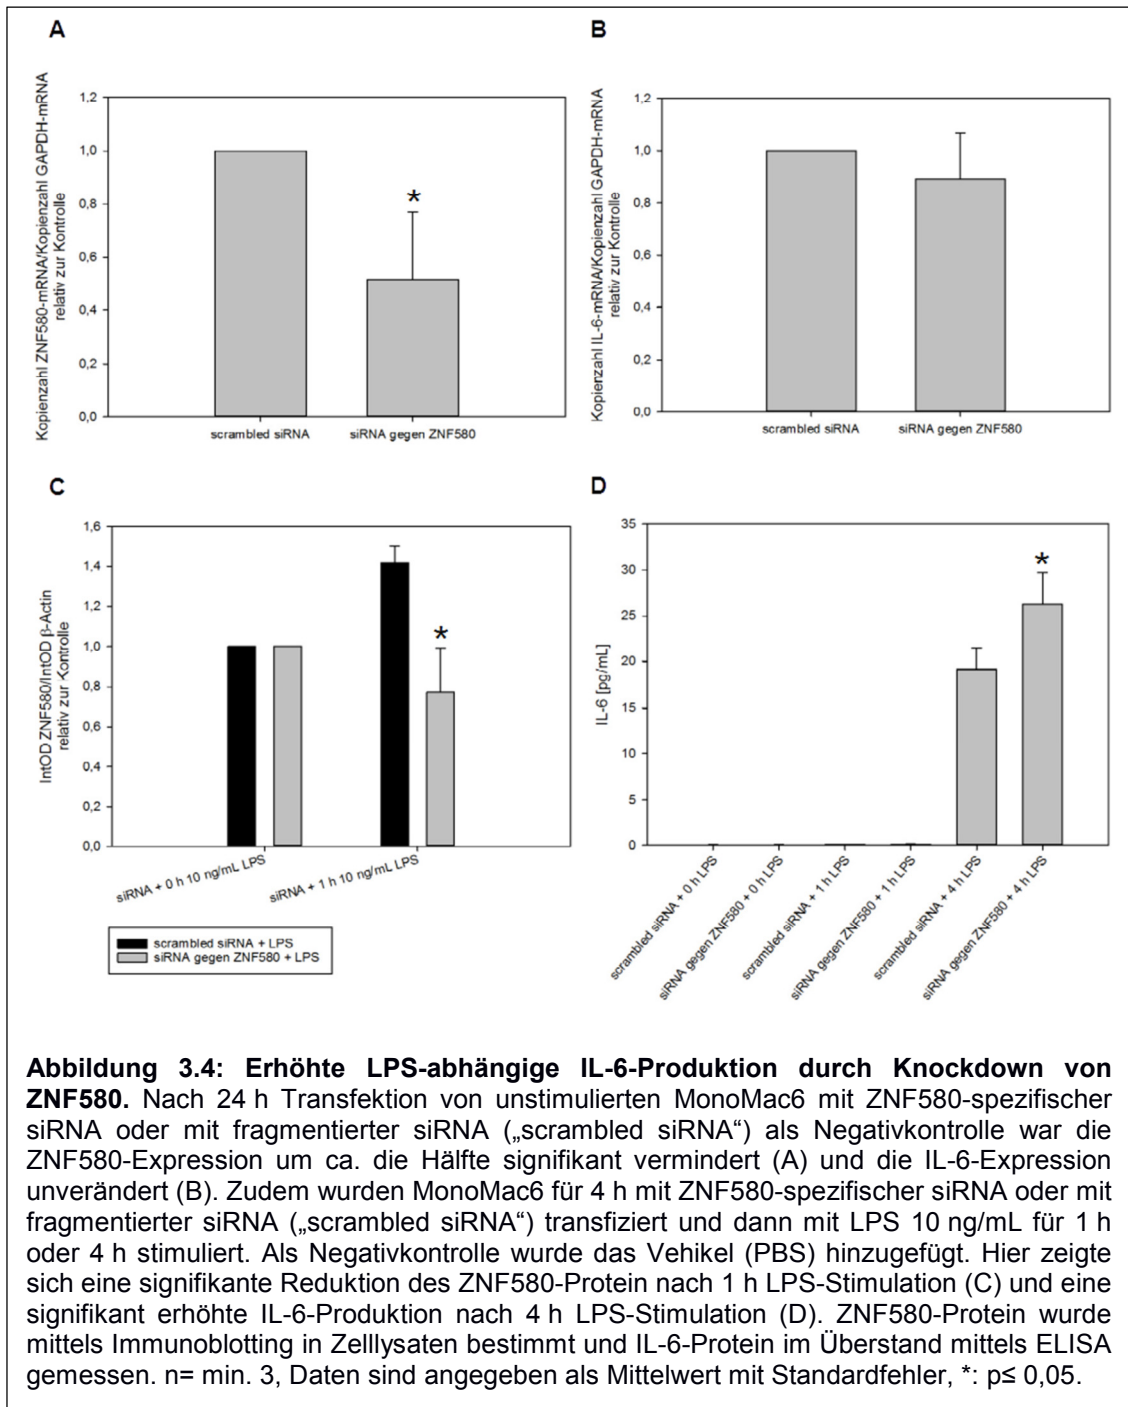 A
Kopienzahl ZNF580-mRNA/Kopienzahl GAPDH-mRNA
relativ zur Kontrolle
1,2
1,0
0,8
0,6
0,4
0,2
0,0
*
scrambled siRNA
siRNA gegen ZNF580
B
Kopienzahl IL-6-mRNA/Kopienzahl GAPDH-mRNA
relativ zur Kontrolle
1,2
1,0
0,8
0,6
0,4
0,2
0,0
scrambled siRNA
siRNA gegen ZNF580
C
IntOD ZNF580/IntOD β-Actin
relativ zur Kontrolle
1,6
1,4
1,2
1,0
0,8
0,6
0,4
0,2
0,0
*
siRNA + 0 h 10 ng/mL LPS
siRNA + 1 h 10 ng/mL LPS
scrambled siRNA + LPS
siRNA gegen ZNF580 + LPS
D
IL-6 [pg/mL]
35
30
25
20
15
10
5
0
*
scrambled siRNA + 0 h LPS
siRNA gegen ZNF580 + 0 h LPS
scrambled siRNA + 1 h LPS
siRNA gegen ZNF580 + 1 h LPS
scrambled siRNA + 4 h LPS
siRNA gegen ZNF580 + 4 h LPS
Abbildung 3.4: Erhöhte LPS-abhängige IL-6-Produktion durch Knockdown von
ZNF580. Nach 24 h Transfektion von unstimulierten MonoMac6 mit ZNF580-spezifischer
siRNA oder mit fragmentierter siRNA („scrambled siRNA“) als Negativkontrolle war die
ZNF580-Expression um ca. die Hälfte signifikant vermindert (A) und die IL-6-Expression
unverändert (B). Zudem wurden MonoMac6 für 4 h mit ZNF580-spezifischer siRNA oder mit
fragmentierter siRNA („scrambled siRNA“) transfiziert und dann mit LPS 10 ng/mL für 1 h
oder 4 h stimuliert. Als Negativkontrolle wurde das Vehikel (PBS) hinzugefügt. Hier zeigte
sich eine signifikante Reduktion des ZNF580-Protein nach 1 h LPS-Stimulation (C) und eine
signifikant erhöhte IL-6-Produktion nach 4 h LPS-Stimulation (D). ZNF580-Protein wurde
mittels Immunoblotting in Zelllysaten bestimmt und IL-6-Protein im Überstand mittels ELISA
gemessen. n= min. 3, Daten sind angegeben als Mittelwert mit Standardfehler, *: p≤ 0,05.